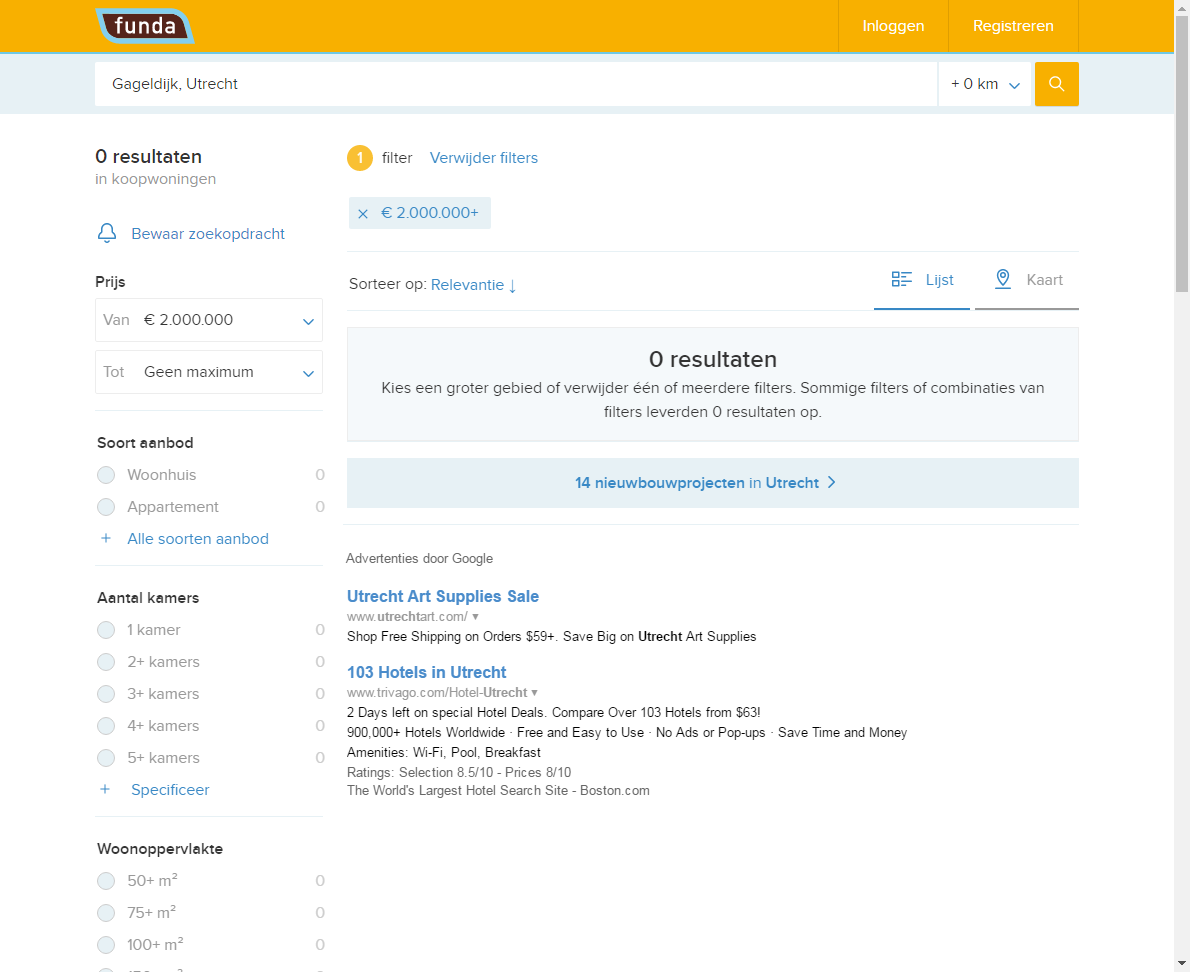 funda
Inloggen
Registreren
Gageldijk, Utrecht
+ 0 km
0 resultaten
in koopwoningen
Bewaar zoekopdracht
Prijs
Van € 2.000.000
Tot Geen maximum
Soort aanbod
Woonhuis 0
Appartement 0
+ Alle soorten aanbod
Aantal kamers
1 kamer 0
2+ kamers 0
3+ kamers 0
4+ kamers 0
5+ kamers 0
+ Specificeer
Woonoppervlakte
50+ m² 0
75+ m² 0
100+ m² 0
1 filter Verwijder filters
× € 2.000.000+
Sorteer op: Relevantie ↓
Lijst
Kaart
0 resultaten
Kies een groter gebied of verwijder één of meerdere filters. Sommige filters of combinaties van
filters leverden 0 resultaten op.
14 nieuwbouwprojecten in Utrecht >
Advertenties door Google
Utrecht Art Supplies Sale
www.utrechtart.com/ ▼
Shop Free Shipping on Orders $59+. Save Big on Utrecht Art Supplies
103 Hotels in Utrecht
www.trivago.com/Hotel-Utrecht ▼
2 Days left on special Hotel Deals. Compare Over 103 Hotels from $63!
900,000+ Hotels Worldwide · Free and Easy to Use · No Ads or Pop-ups · Save Time and Money
Amenities: Wi-Fi, Pool, Breakfast
Ratings: Selection 8.5/10 - Prices 8/10
The World's Largest Hotel Search Site - Boston.com